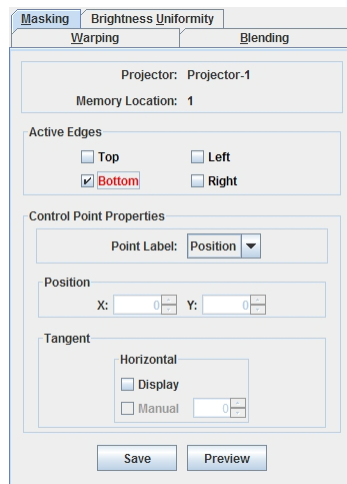 Masking Brightness Uniformity
Warping Blending
Projector: Projector-1
Memory Location: 1
Active Edges
Top Left
Bottom Right
Control Point Properties
Point Label: Position
Position
X: 0 Y: 0
Tangent
Horizontal
Display
Manual 0
Save Preview